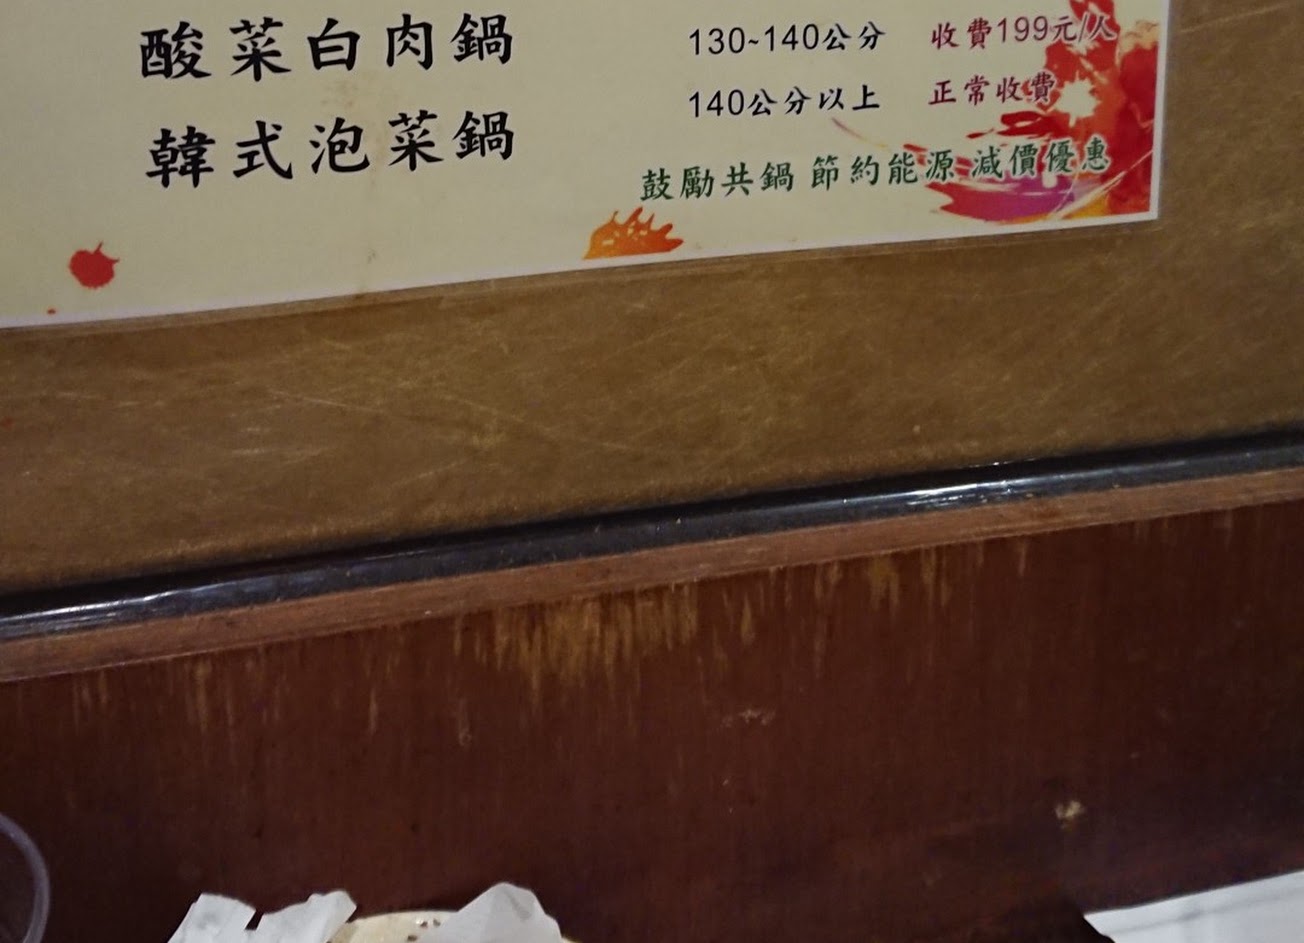 酸菜白肉鍋
韓式泡菜鍋
130~140公分 收費199元/人
140公分以上 正常收費
鼓勵共鍋 節約能源 減價優惠